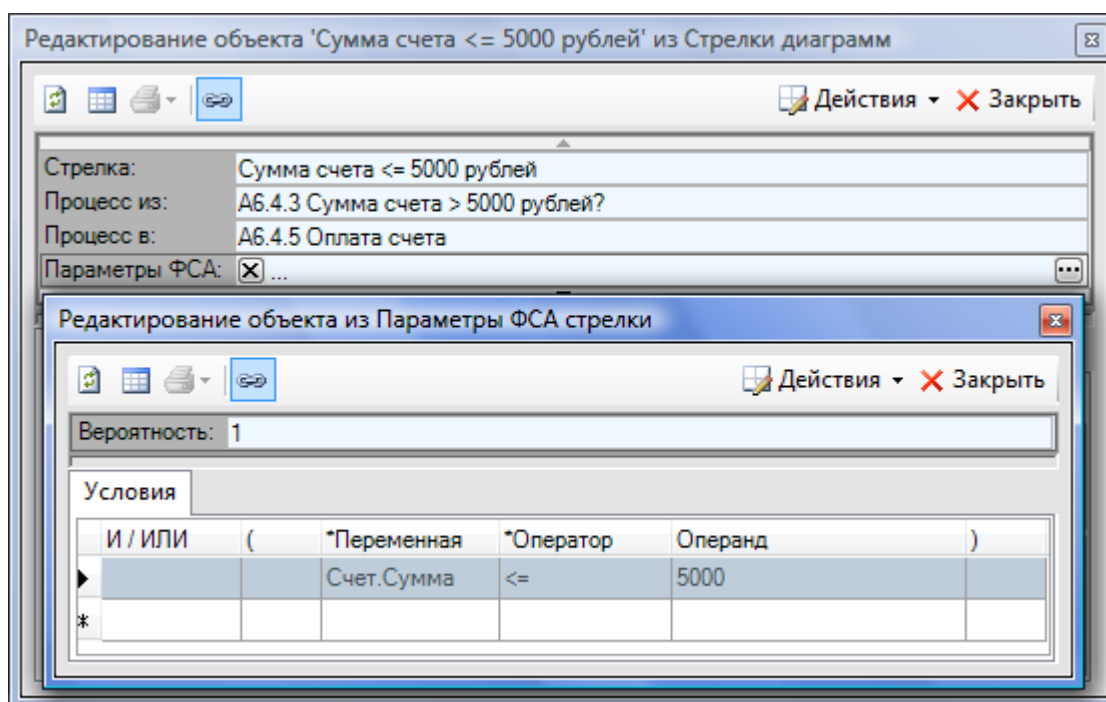 Редактирование объекта 'Сумма счета <= 5000 рублей' из Стрелки диаграмм
Действия Закрыть
Стрелка: Сумма счета <= 5000 рублей
Процесс из: А6.4.3 Сумма счета > 5000 рублей?
Процесс в: А6.4.5 Оплата счета
Параметры ФСА: ...
Редактирование объекта из Параметры ФСА стрелки
Действия Закрыть
Вероятность: 1
Условия
И / ИЛИ ( *Переменная *Оператор Операнд )
Счет.Сумма <= 5000